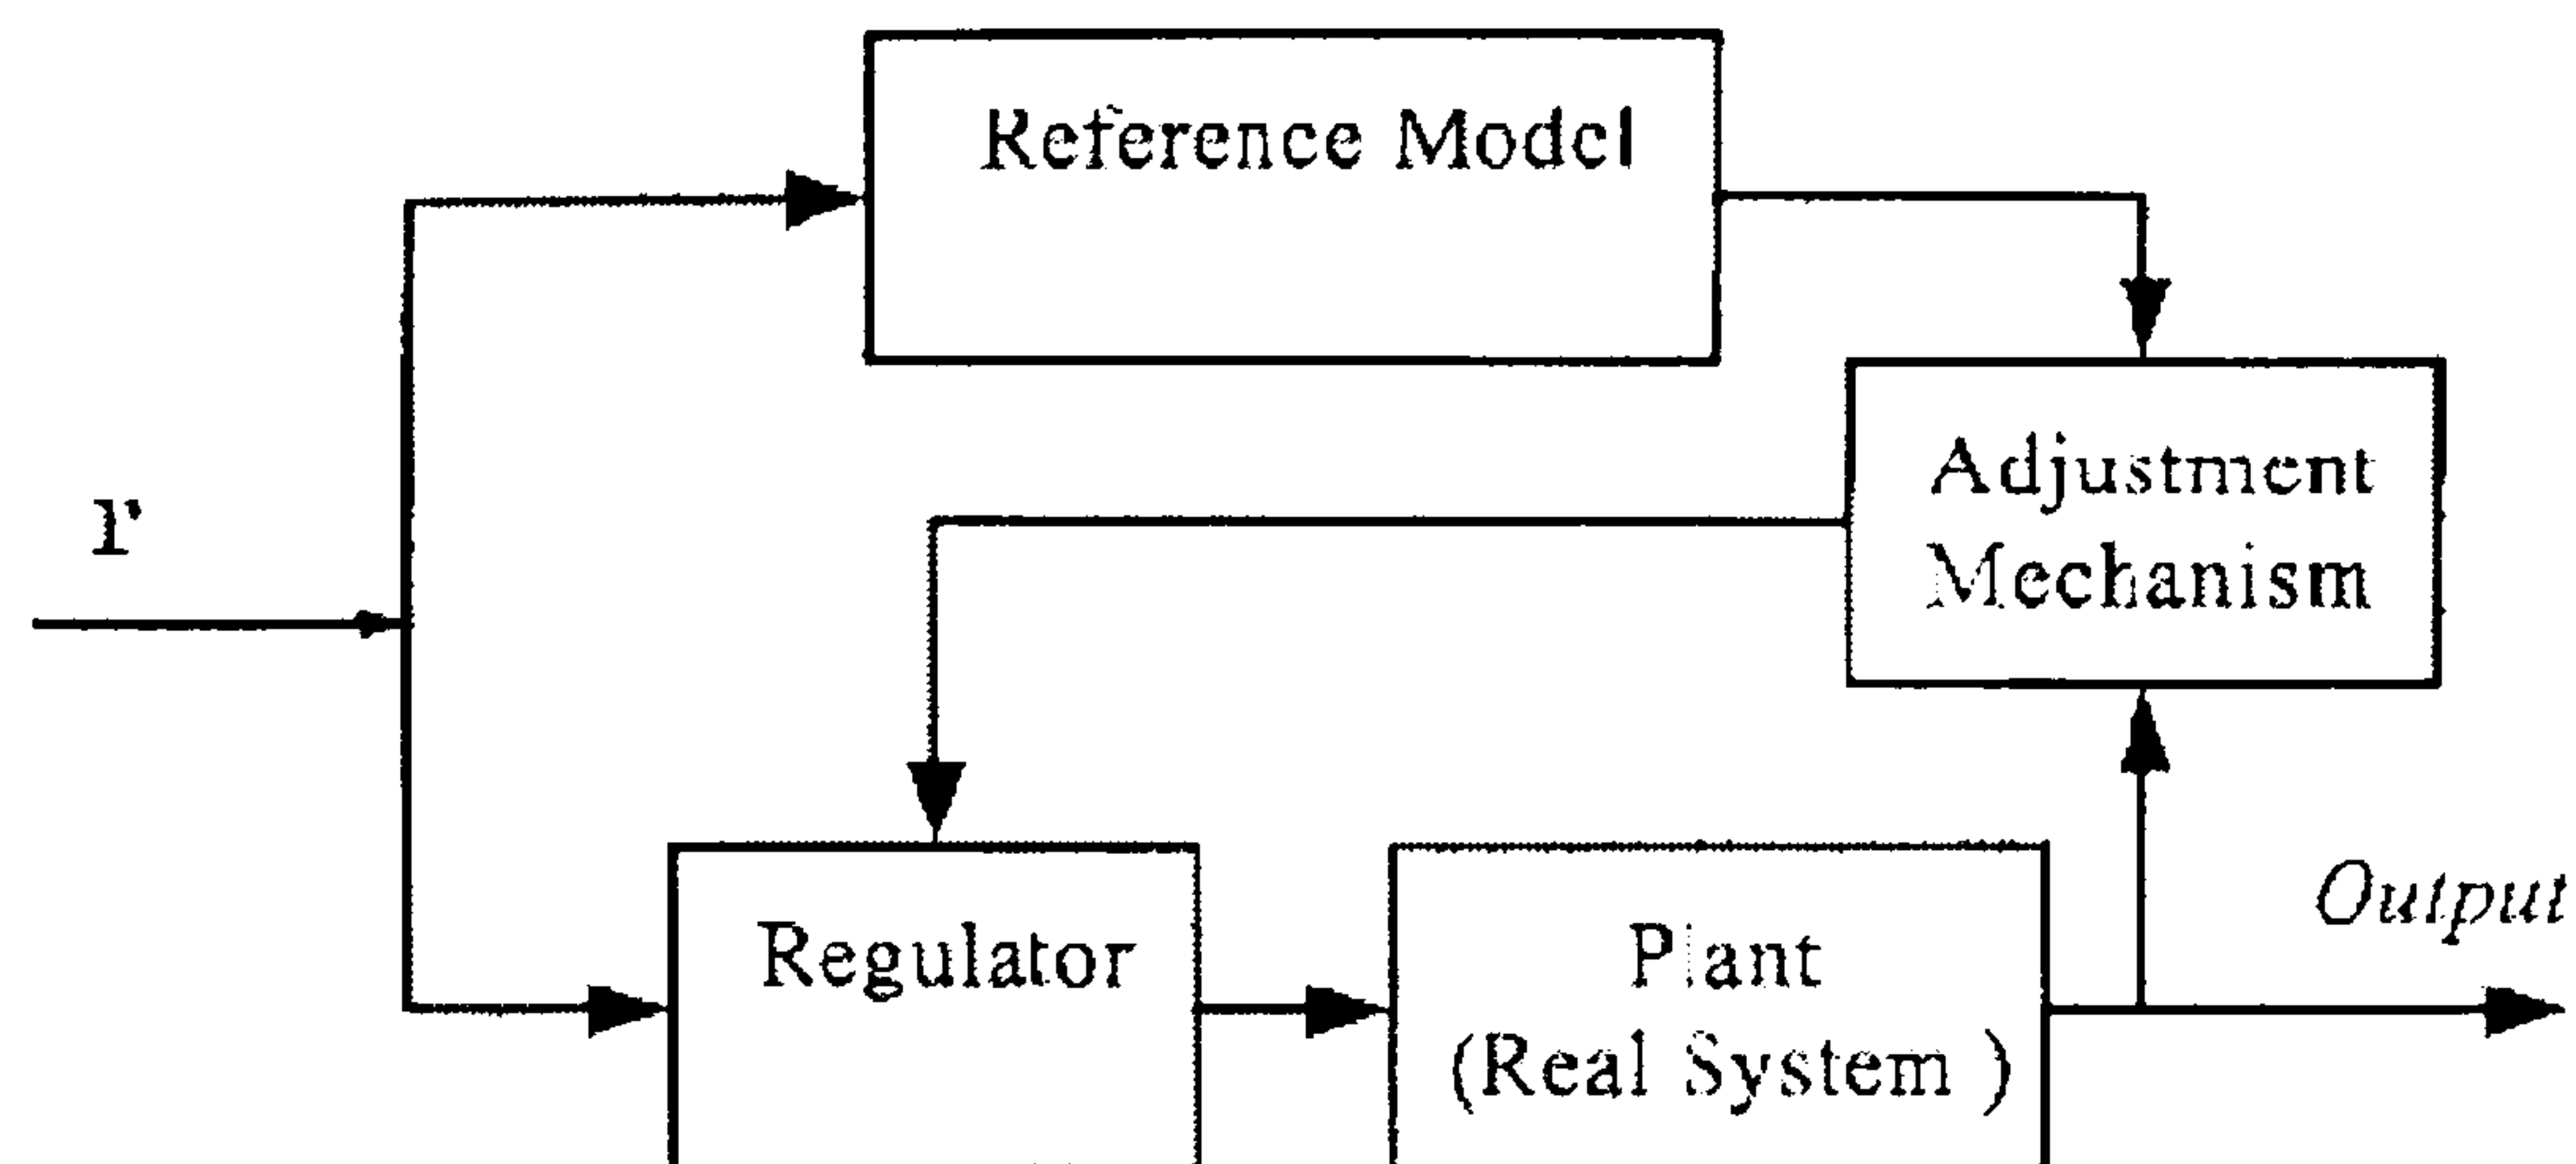 Reference Model
Adjustment
Mechanism
r
Output
Regulator
Plant
(Real System )